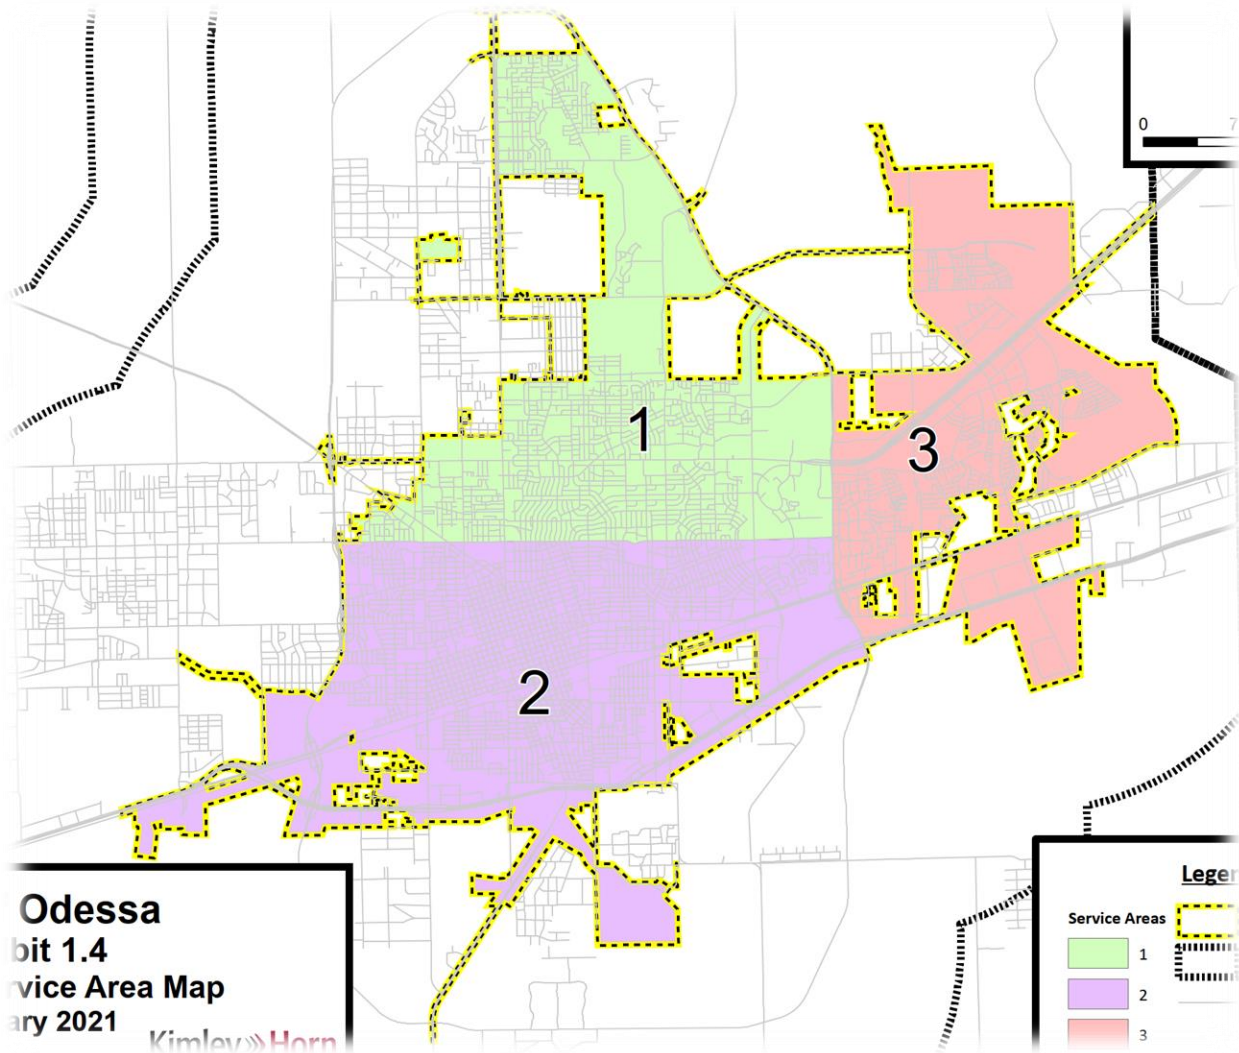 0 7
1
3
2
Odessa
bit 1.4
rvice Area Map
ary 2021
Kimley»Horn
Legen
Service Areas
1
2
3